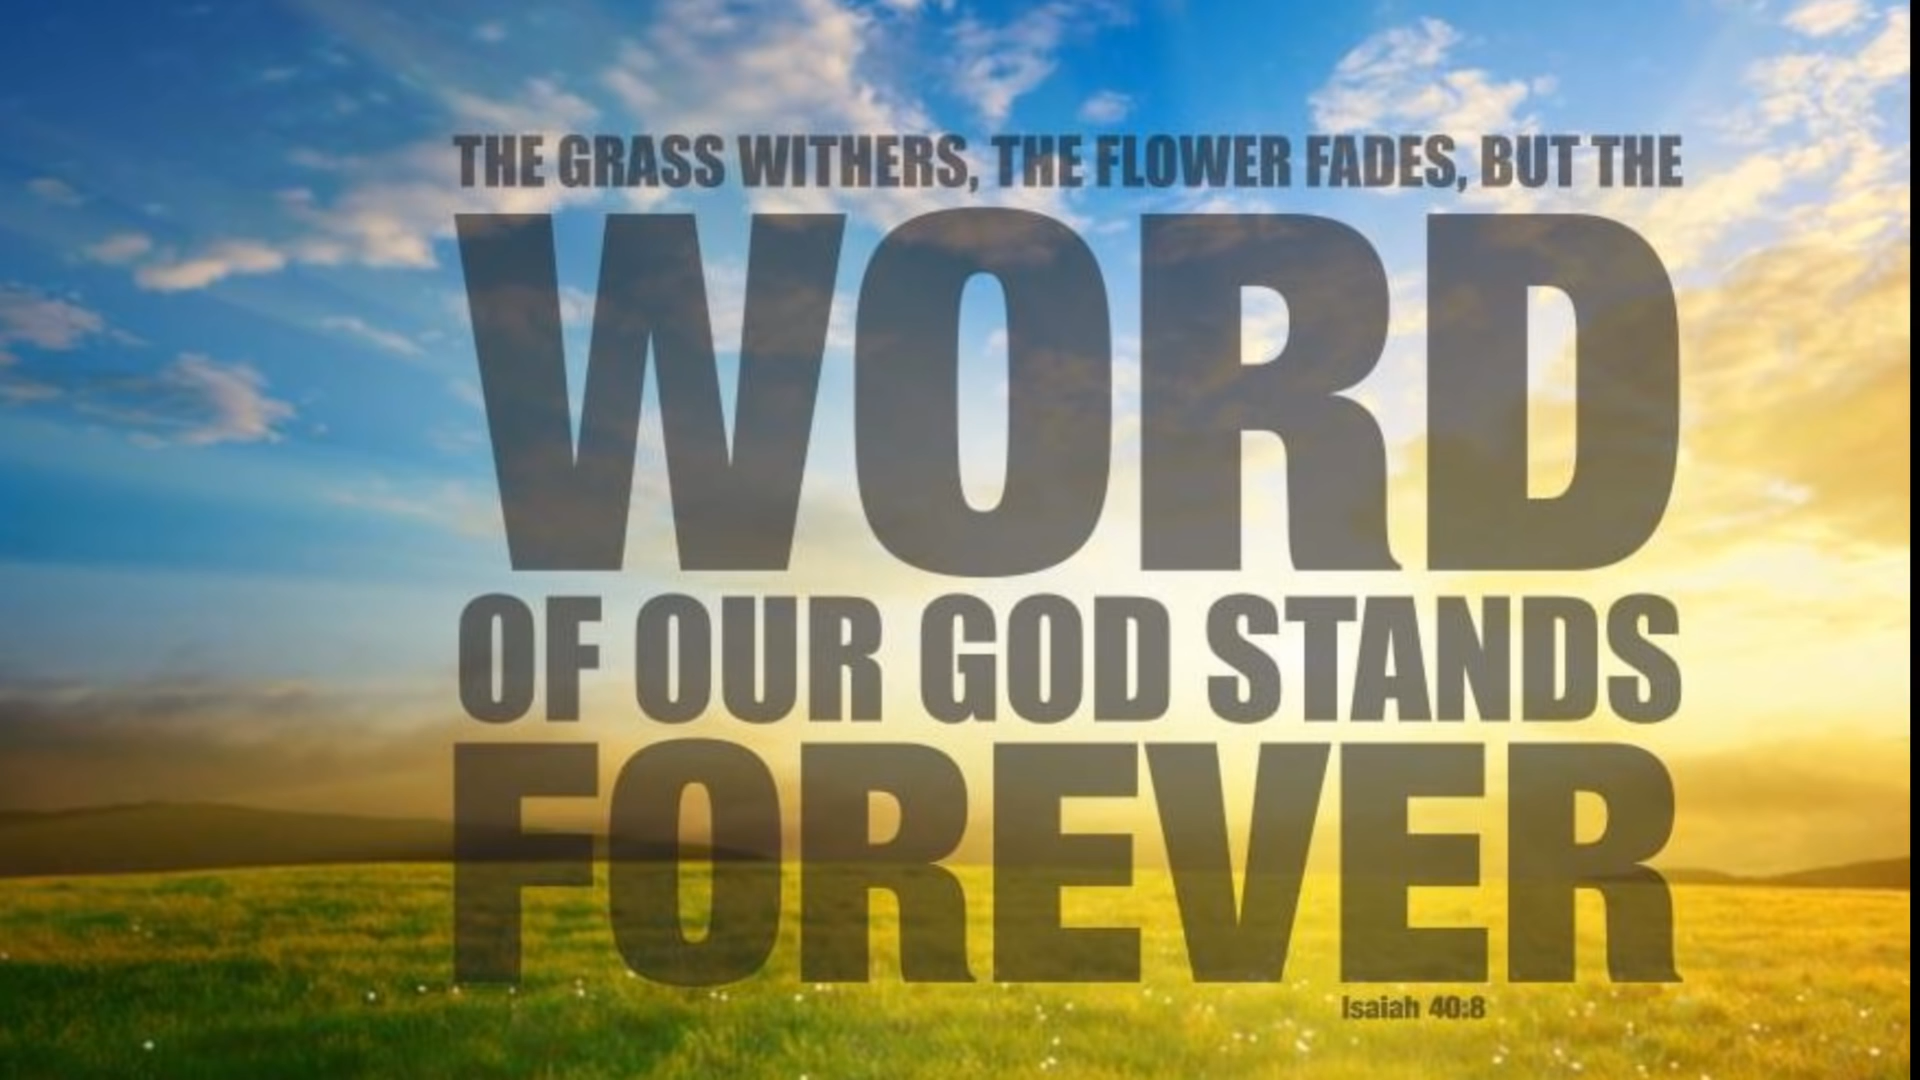 THE GRASS WITHERS, THE FLOWER FADES, BUT THE
WORD
OF OUR GOD STANDS
FOREVER
Isaiah 40:8